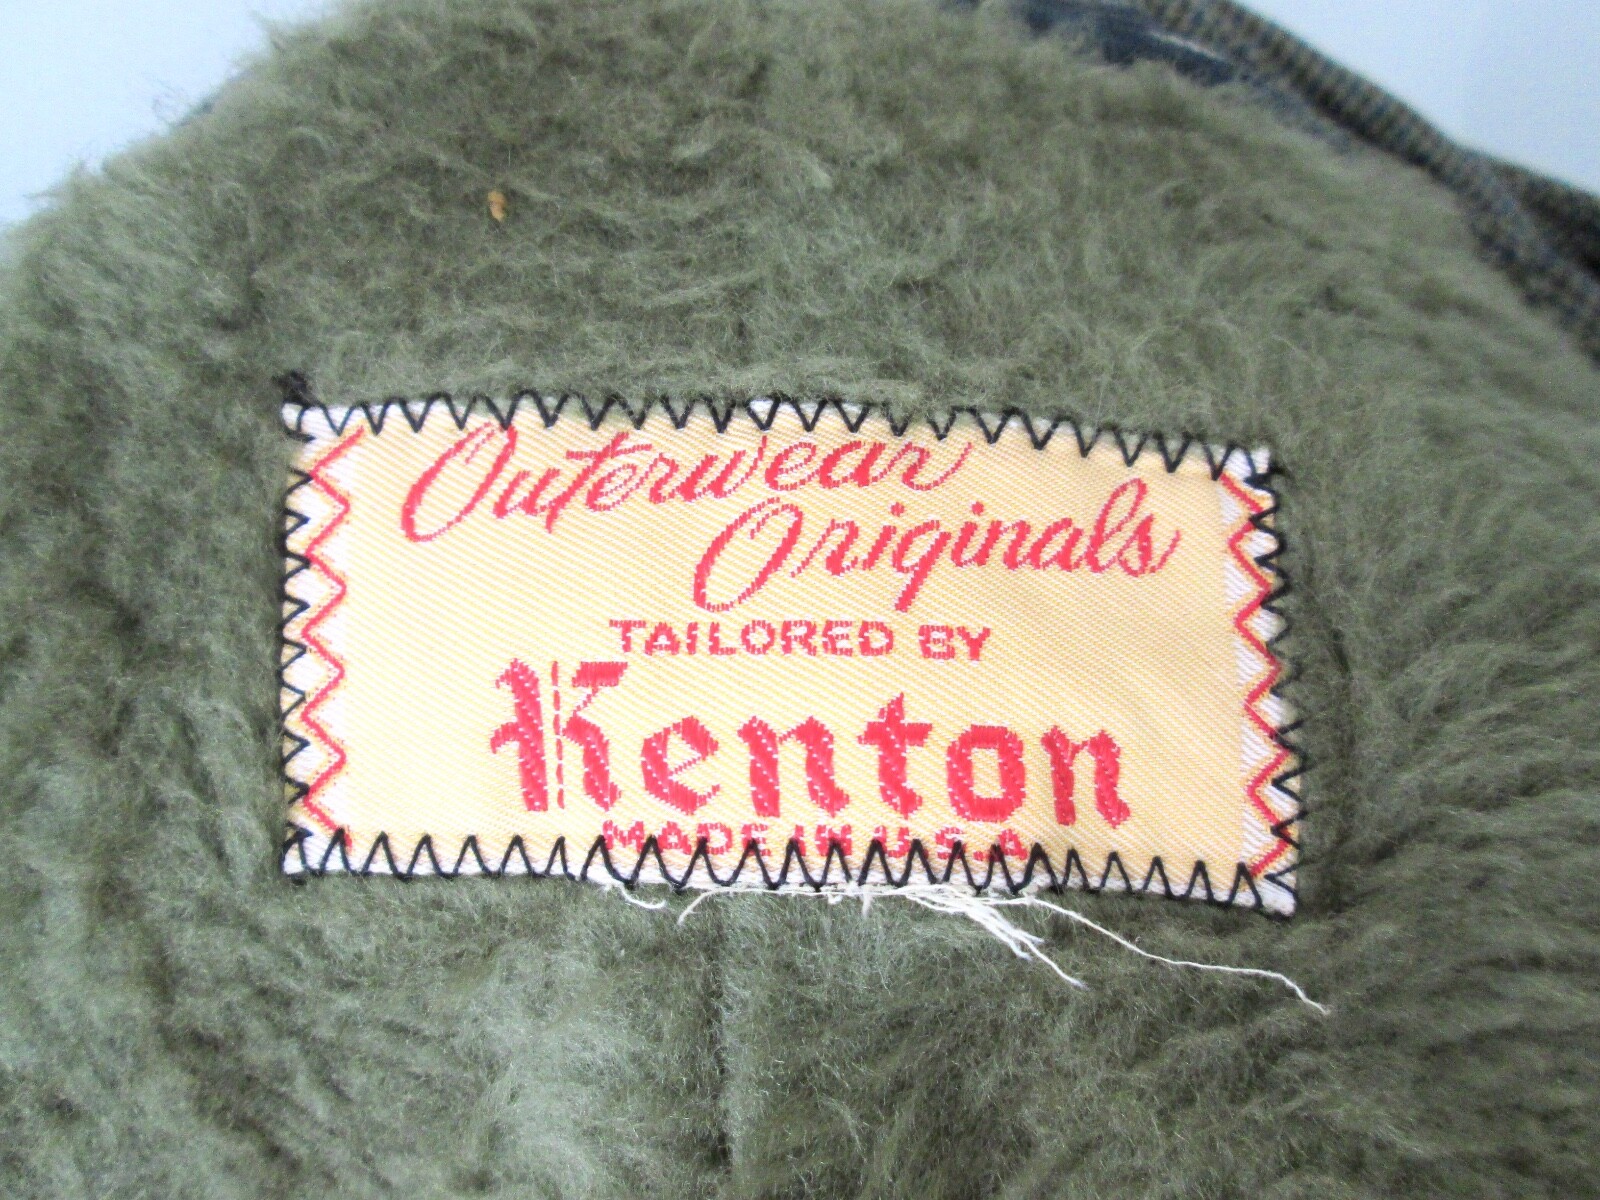 Outerwear
Originals
TAILORED BY
Kenton
MADE IN U.S.A